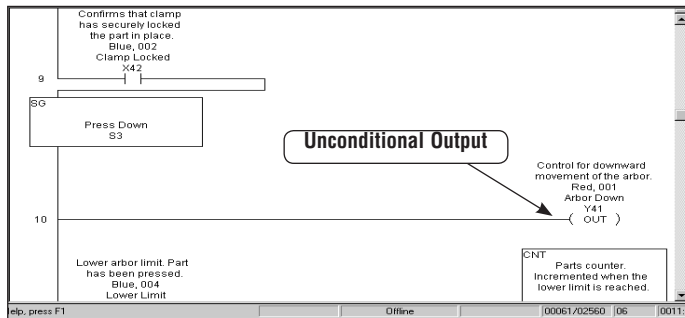 Confirms that clamp
has securely locked
the part in place.
Blue, 002
Clamp Locked
X42
9
SG
Press Down
S3
Unconditional Output
Control for downward
movement of the arbor.
Red, 001
Arbor Down
Y41
10
( OUT )
Lower arbor limit. Part
has been pressed.
Blue, 004
Lower Limit
CNT
Parts counter.
Incremented when the
lower limit is reached.
elp, press F1
Offline
00061/02560 06 0011: